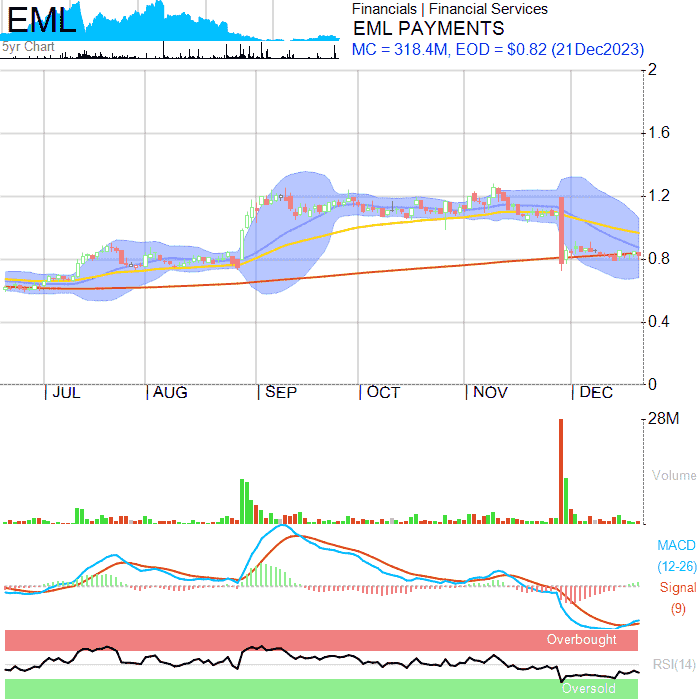 EML
5yr Chart
Financials | Financial Services
EML PAYMENTS
MC = 318.4M, EOD = $0.82 (21Dec2023)
2
1.6
1.2
0.8
0.4
0
JUL AUG SEP OCT NOV DEC
28M
Volume
MACD
(12-26)
Signal
(9)
Overbought
RSI(14)
Oversold